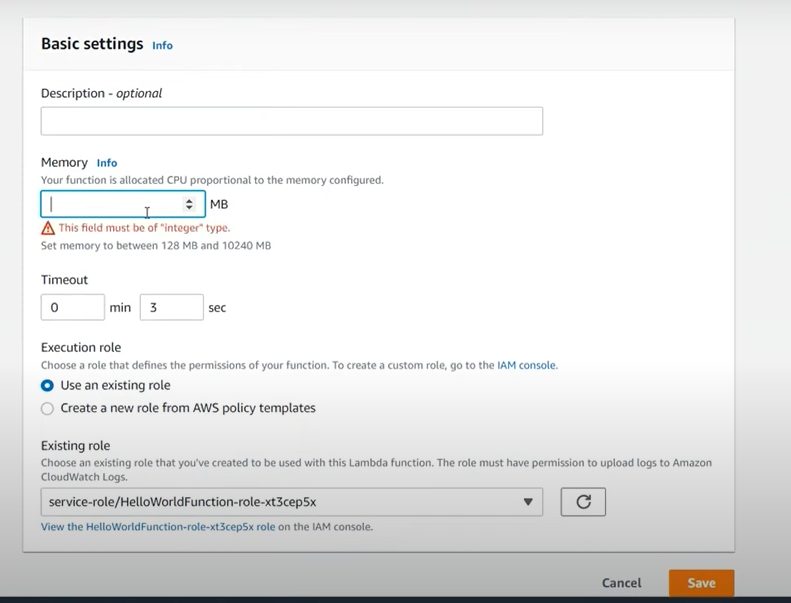 Basic settings Info
Description - optional
Memory Info
Your function is allocated CPU proportional to the memory configured.
MB
This field must be of "integer" type.
Set memory to between 128 MB and 10240 MB
Timeout
0 min 3 sec
Execution role
Choose a role that defines the permissions of your function. To create a custom role, go to the IAM console.
Use an existing role
Create a new role from AWS policy templates
Existing role
Choose an existing role that you've created to be used with this Lambda function. The role must have permission to upload logs to Amazon
CloudWatch Logs.
service-role/HelloWorldFunction-role-xt3cep5x
View the HelloWorldFunction-role-xt3cep5x role on the IAM console.
Cancel Save